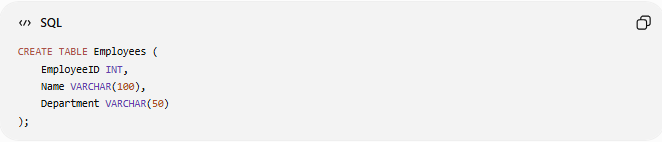 </> SQL
CREATE TABLE Employees (
    EmployeeID INT,
    Name VARCHAR(100),
    Department VARCHAR(50)
);